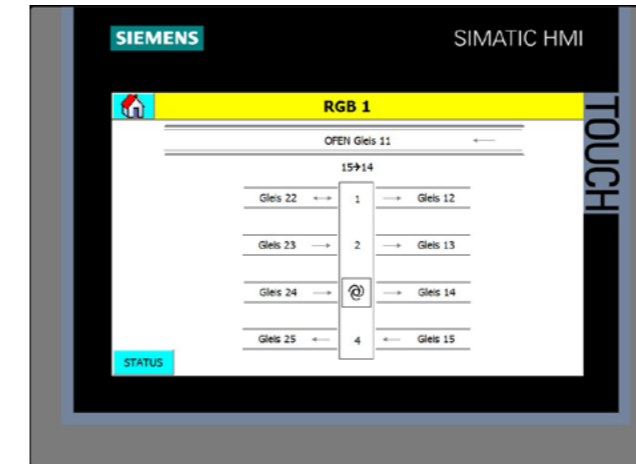 SIEMENS
SIMATIC HMI
TOUCH
RGB 1
OFEN Gleis 11 ←
15→14
Gleis 22 ↔ 1 → Gleis 12
Gleis 23 → 2 → Gleis 13
Gleis 24 → → Gleis 14
Gleis 25 ← 4 ← Gleis 15
STATUS